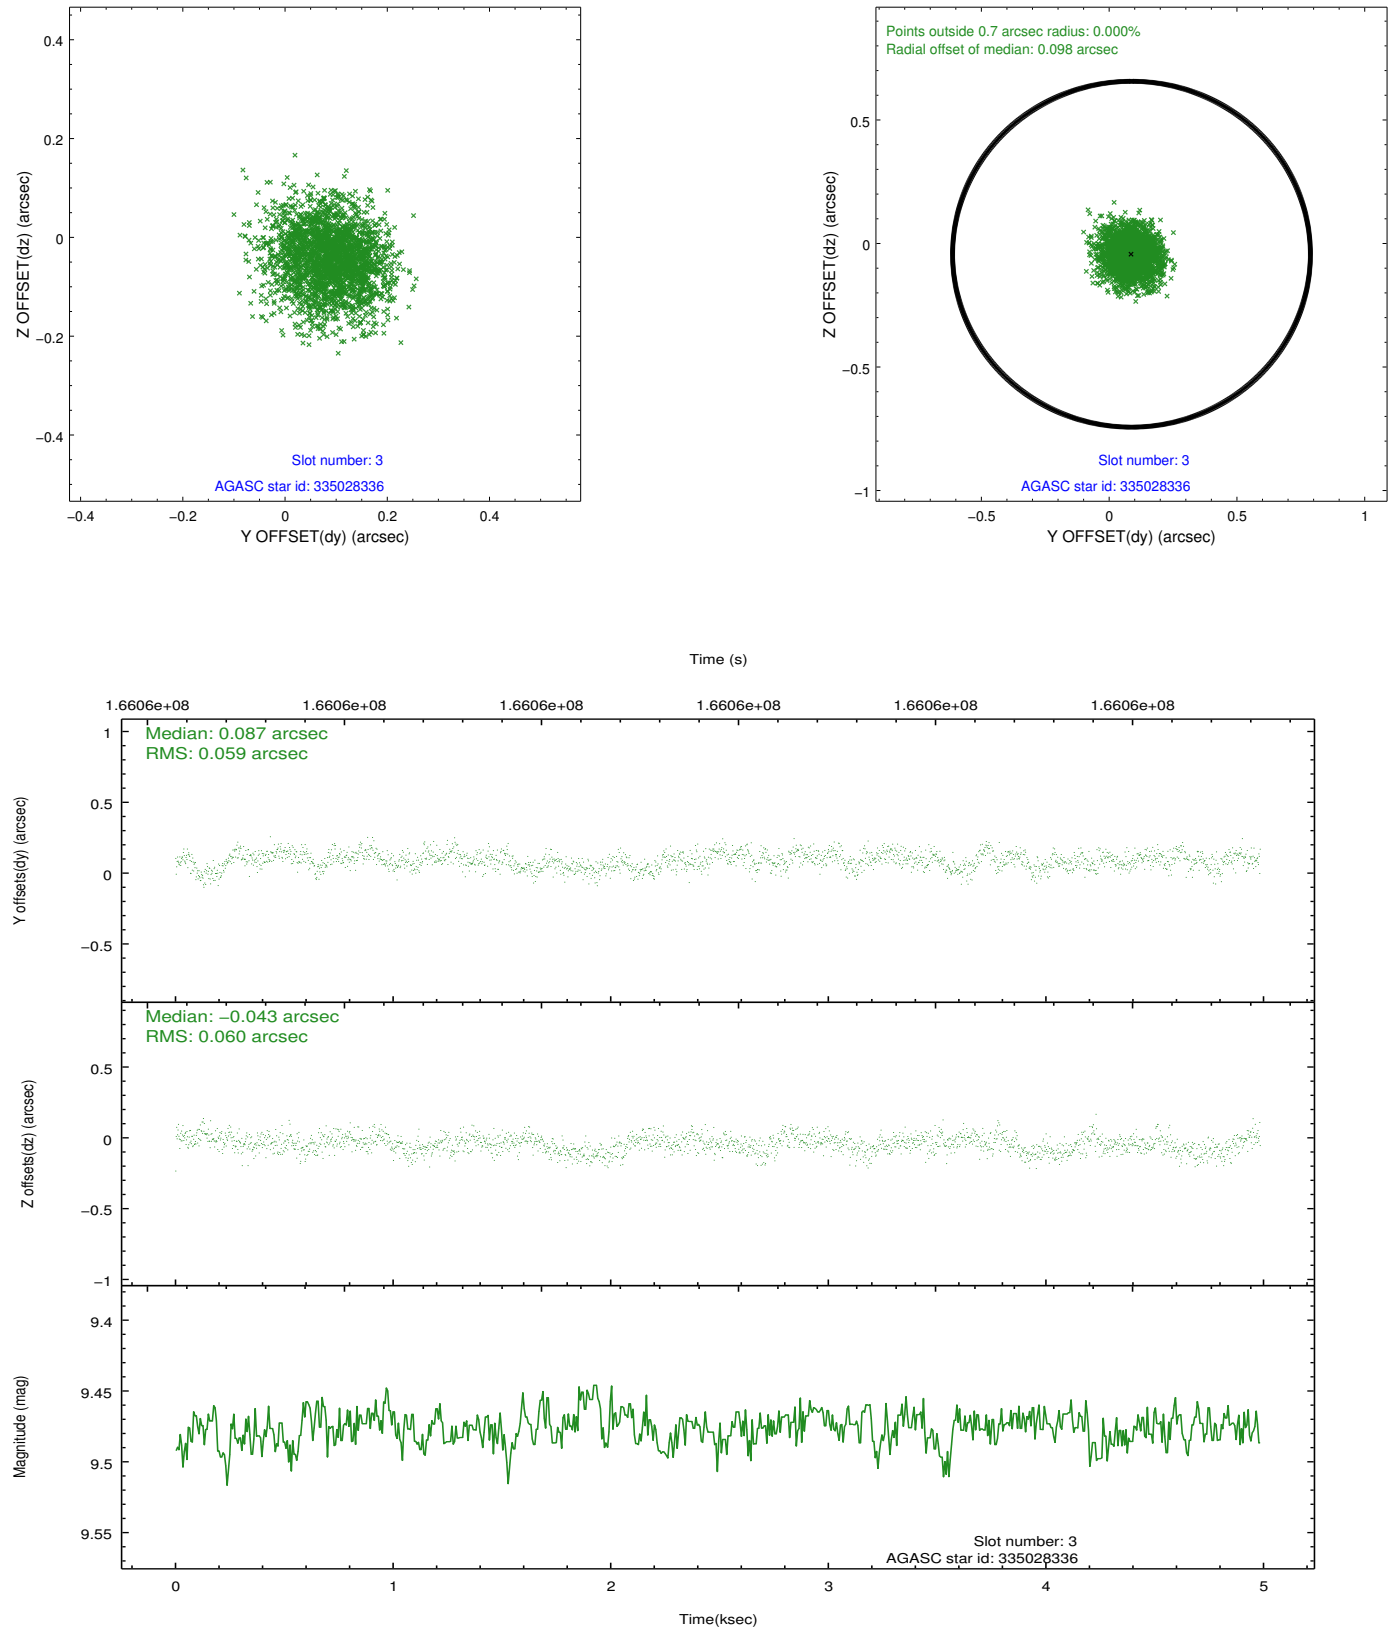 0.4
0.2
0
−0.2
−0.4
Z OFFSET(dz) (arcsec)
Slot number: 3
AGASC star id: 335028336
−0.4 −0.2 0 0.2 0.4
Y OFFSET(dy) (arcsec)
Points outside 0.7 arcsec radius: 0.000%
Radial offset of median: 0.098 arcsec
0.5
0
−0.5
−1
Z OFFSET(dz) (arcsec)
Slot number: 3
AGASC star id: 335028336
−0.5 0 0.5 1
Y OFFSET(dy) (arcsec)
Time (s)
1.6606e+08 1.6606e+08 1.6606e+08 1.6606e+08 1.6606e+08 1.6606e+08
Median: 0.087 arcsec
RMS: 0.059 arcsec
1
0.5
0
−0.5
Y offsets(dy) (arcsec)
Median: −0.043 arcsec
RMS: 0.060 arcsec
0.5
0
−0.5
−1
Z offsets(dz) (arcsec)
9.4
9.45
9.5
9.55
Magnitude (mag)
Slot number: 3
AGASC star id: 335028336
0 1 2 3 4 5
Time(ksec)